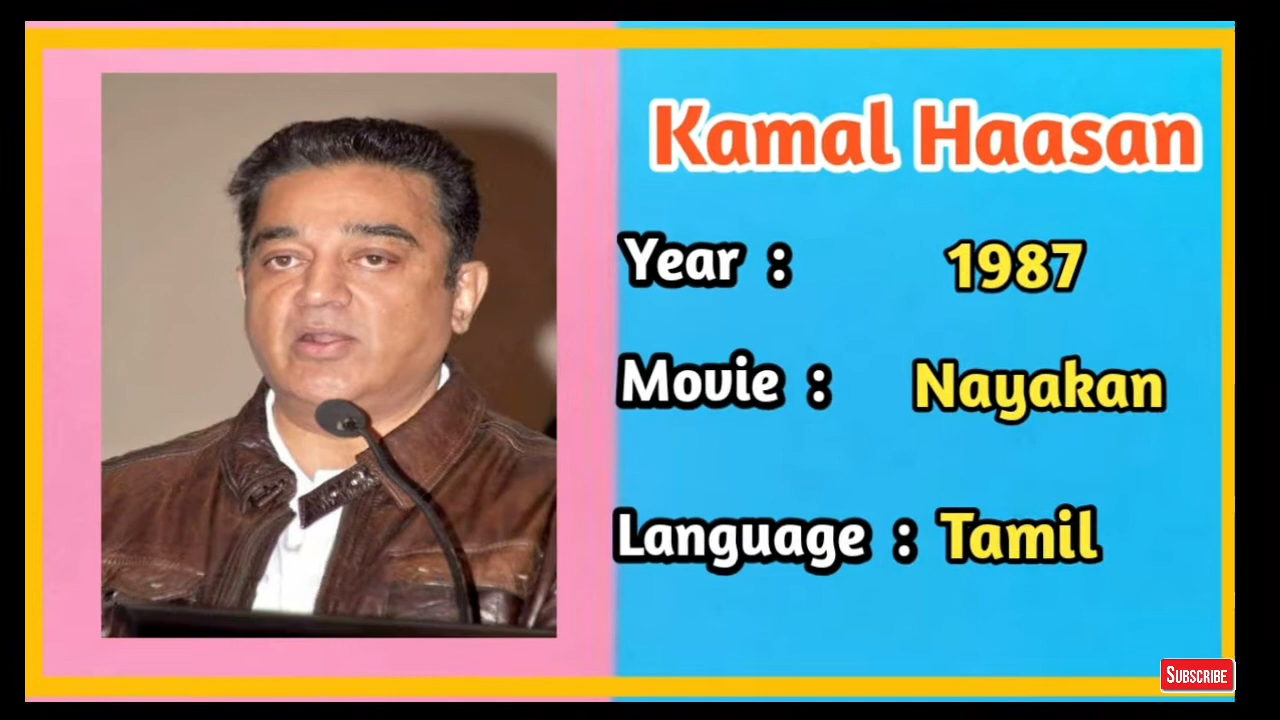 Kamal Haasan
Year : 1987
Movie : Nayakan
Language : Tamil
SUBSCRIBE